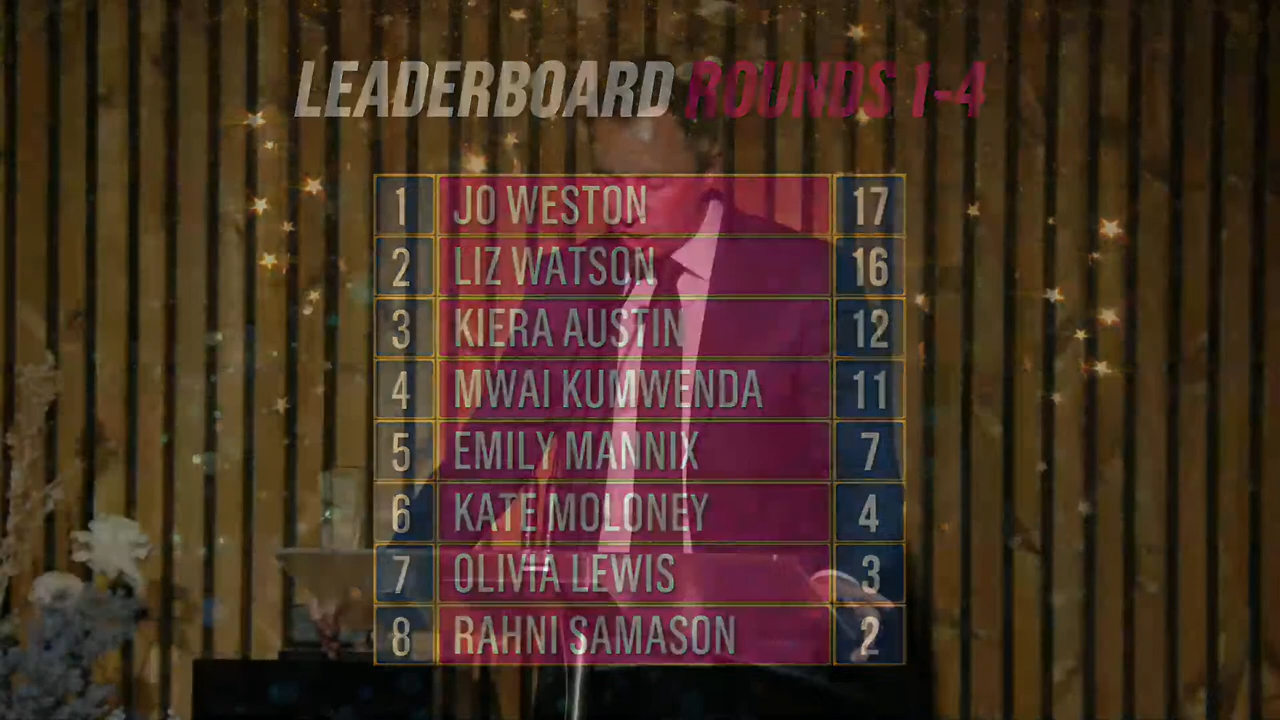 LEADERBOARD ROUNDS 1-4
1 JO WESTON 17
2 LIZ WATSON 16
3 KIERA AUSTIN 12
4 MWAI KUMWENDA 11
5 EMILY MANNIX 7
6 KATE MOLONEY 4
7 OLIVIA LEWIS 3
8 RAHNI SAMASON 2